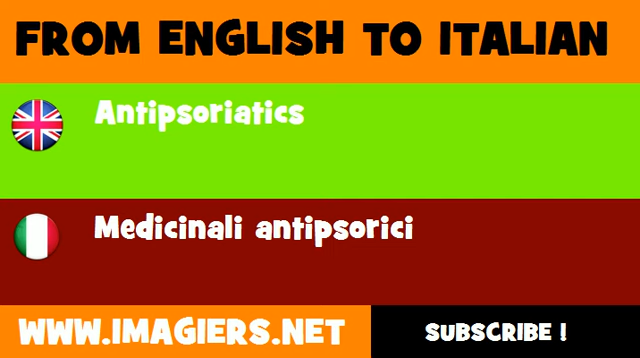 FROM ENGLISH TO ITALIAN
Antipsoriatics
Medicinali antipsorici
WWW.IMAGIERS.NET
SUBSCRIBE !